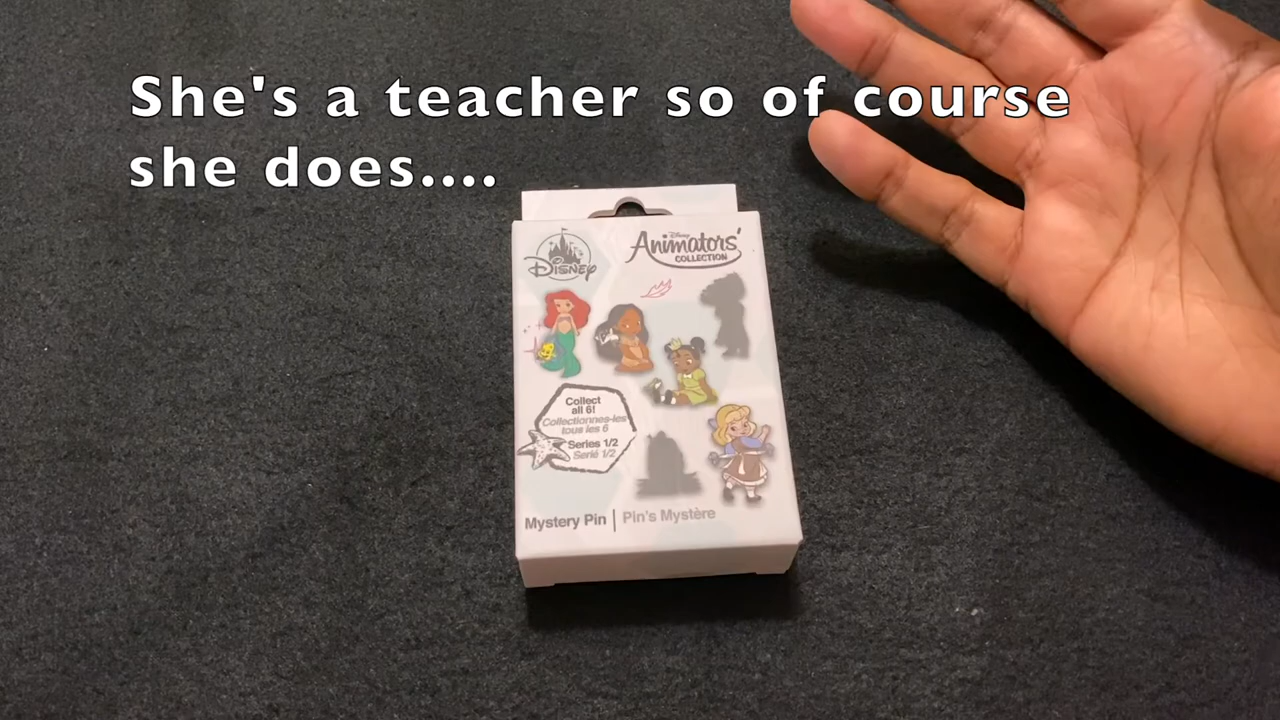 She's a teacher so of course
she does....
Disney
Disney
Animators'
COLLECTION
Collect
all 6!
Collectionnes-les
tous les 6
Series 1/2
Serié 1/2
Mystery Pin | Pin's Mystère